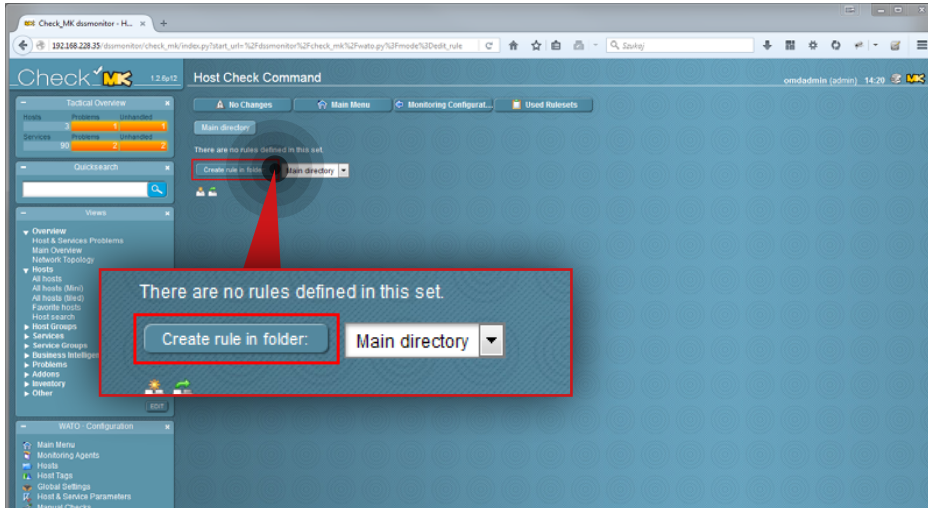 Check_MK dssmonitor - H...
192.168.228.35/dssmonitor/check_mk/index.py?start_url=%2Fdssmonitor%2Fcheck_mk%2Fwato.py%3Fmode%3Dedit_rule
Szukaj
Check MK 1.2.6p12
Host Check Command
omdadmin (admin) 14:20
Tactical Overview
Hosts Problems Unhandled
3 1 1
Services Problems Unhandled
90 2 2
Quicksearch
Views
Overview
Host & Services Problems
Main Overview
Network Topology
Hosts
All hosts
All hosts (Mini)
All hosts (tiled)
Favorite hosts
Host search
Host Groups
Services
Service Groups
Business Intellige
Problems
Addons
Inventory
Other
EDIT
WATO · Configuration
Main Menu
Monitoring Agents
Hosts
Host Tags
Global Settings
Host & Service Parameters
Manual Checks
No Changes
Main Menu
Monitoring Configurat...
Used Rulesets
Main directory
There are no rules defined in this set.
Create rule in folder
Main directory
There are no rules defined in this set.
Create rule in folder:
Main directory